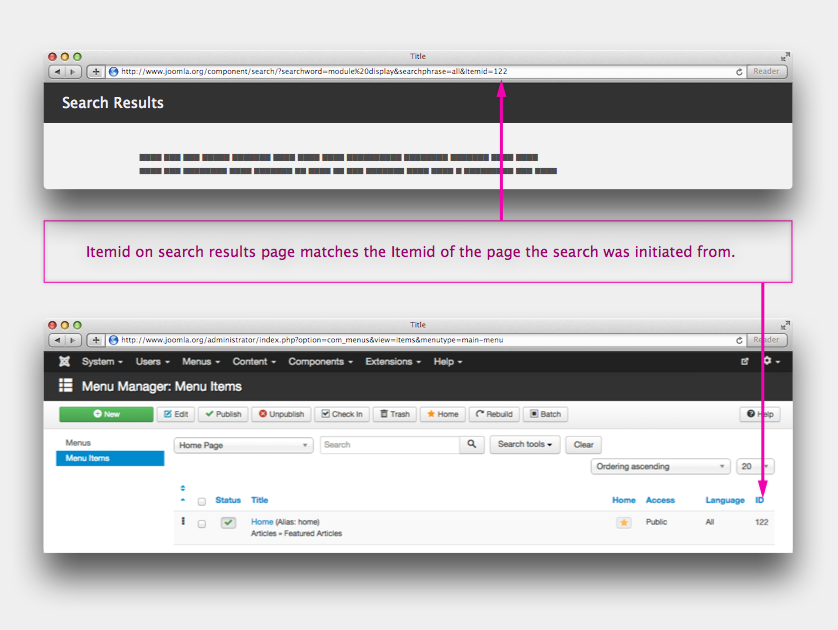 Title
http://www.joomla.org/component/search/?searchword=module%20display&searchphrase=all&Itemid=122
Reader
Search Results
Itemid on search results page matches the Itemid of the page the search was initiated from.
Title
http://www.joomla.org/administrator/index.php?option=com_menus&view=items&menutype=main-menu
Reader
System Users Menus Content Components Extensions Help
Menu Manager: Menu Items
New Edit Publish Unpublish Check In Trash Home Rebuild Batch Help
Menus
Menu Items
Home Page Search Search tools Clear
Ordering ascending 20
Status Title Home Access Language ID
Home (Alias: home) Public All 122
Articles » Featured Articles